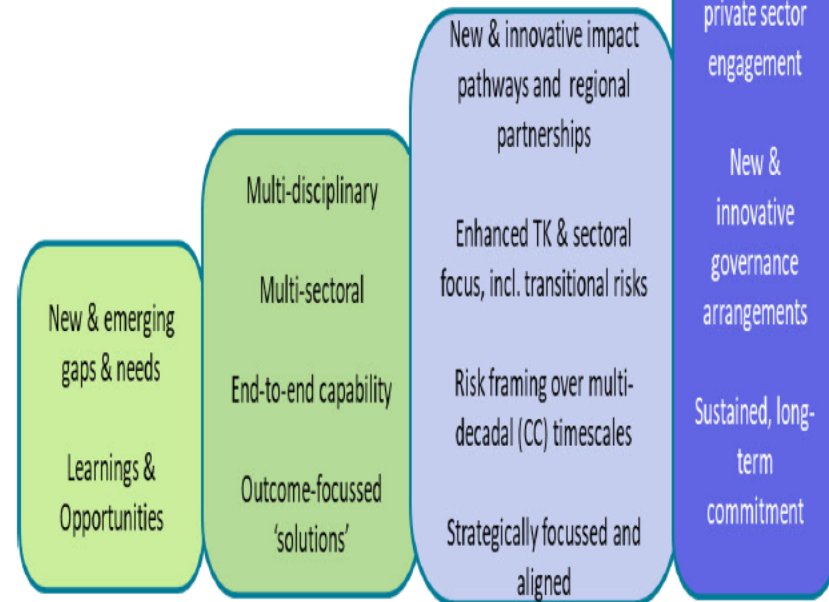 New & emerging
gaps & needs
Learnings &
Opportunities
Multi-disciplinary
Multi-sectoral
End-to-end capability
Outcome-focussed
‘solutions’
New & innovative impact
pathways and regional
partnerships
Enhanced TK & sectoral
focus, incl. transitional risks
Risk framing over multi-
decadal (CC) timescales
Strategically focussed and
aligned
private sector
engagement
New &
innovative
governance
arrangements
Sustained, long-
term
commitment